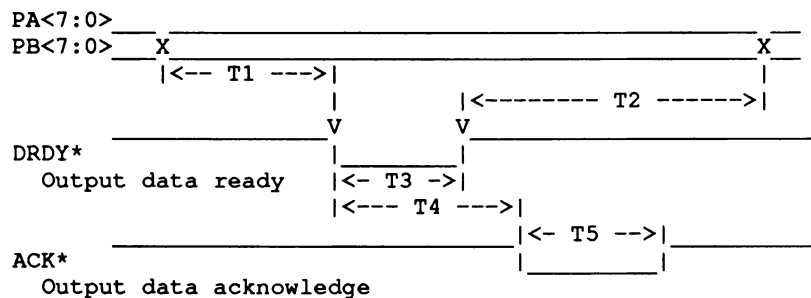 PA<7:0>
PB<7:0> X X
|<-- T1 --->| |
| |<-------- T2 ------>|
V V
DRDY*
Output data ready |<- T3 ->|
|<--- T4 --->|
|<- T5 -->|
ACK*
Output data acknowledge